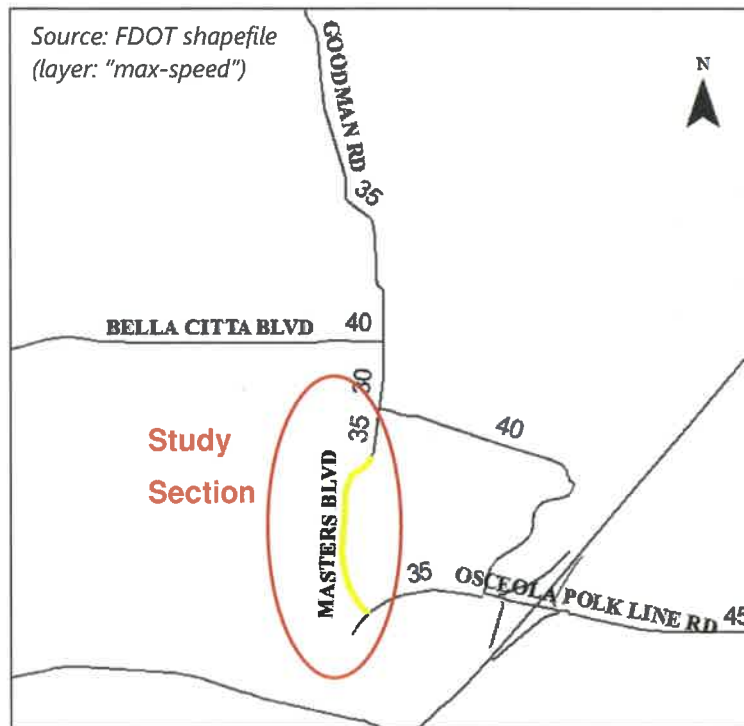 Source: FDOT shapefile
(layer: "max-speed")
N
GOODMAN RD
35
BELLA CITTA BLVD
40
30
35
40
Study
Section
MASTERS BLVD
35
OSCEOLA POLK LINE RD
45